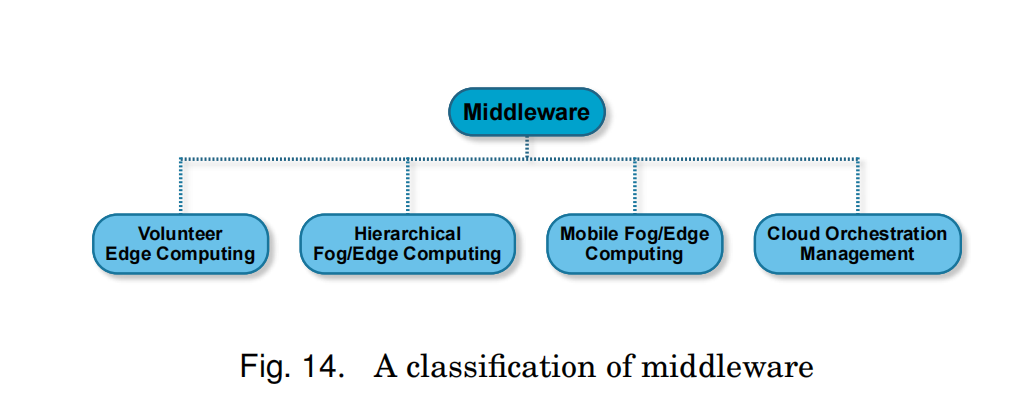 Middleware
Volunteer
Edge Computing
Hierarchical
Fog/Edge Computing
Mobile Fog/Edge
Computing
Cloud Orchestration
Management
Fig. 14. A classification of middleware